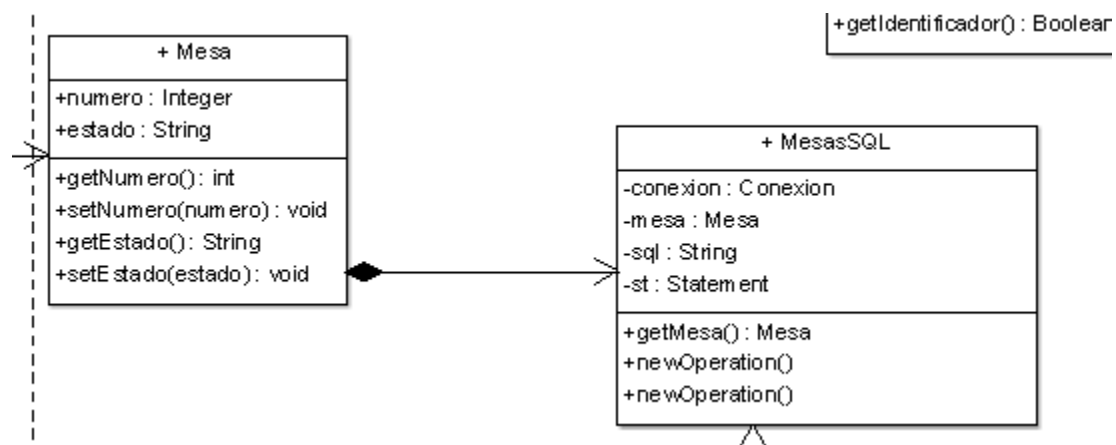 +getIdentificador() : Boolean
+ Mesa
+numero : Integer
+estado : String
+getNumero() : int
+setNumero(numero) : void
+getEstado() : String
+setEstado(estado) : void
+ MesasSQL
-conexion : Conexion
-mesa : Mesa
-sql : String
-st : Statement
+getMesa() : Mesa
+newOperation()
+newOperation()